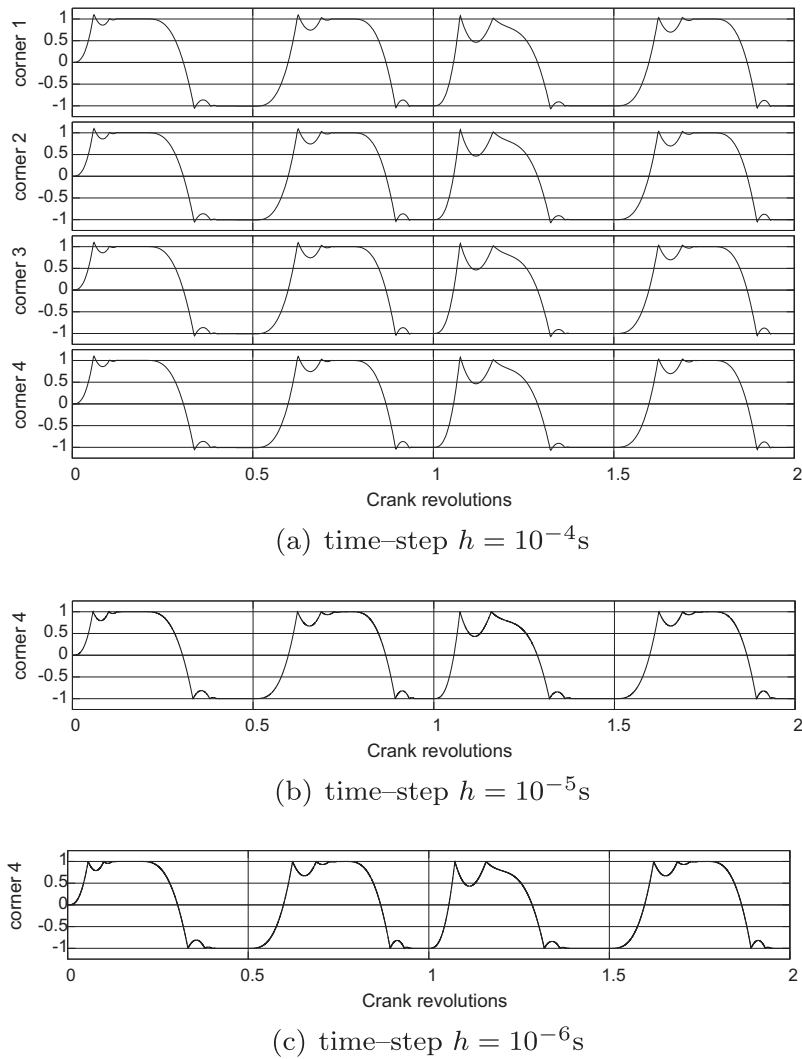 corner 1
1
0.5
0
-0.5
-1
corner 2
1
0.5
0
-0.5
-1
corner 3
1
0.5
0
-0.5
-1
corner 4
1
0.5
0
-0.5
-1
0 0.5 1 1.5 2
Crank revolutions
(a) time–step h = 10⁻⁴s
corner 4
1
0.5
0
-0.5
-1
0 0.5 1 1.5 2
Crank revolutions
(b) time–step h = 10⁻⁵s
corner 4
1
0.5
0
-0.5
-1
0 0.5 1 1.5 2
Crank revolutions
(c) time–step h = 10⁻⁶s